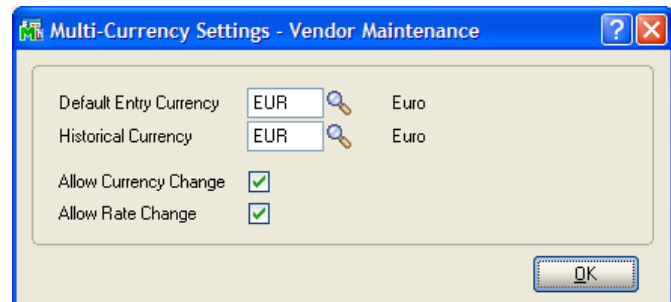 Multi-Currency Settings - Vendor Maintenance
Default Entry Currency EUR Euro
Historical Currency EUR Euro
Allow Currency Change
Allow Rate Change
OK